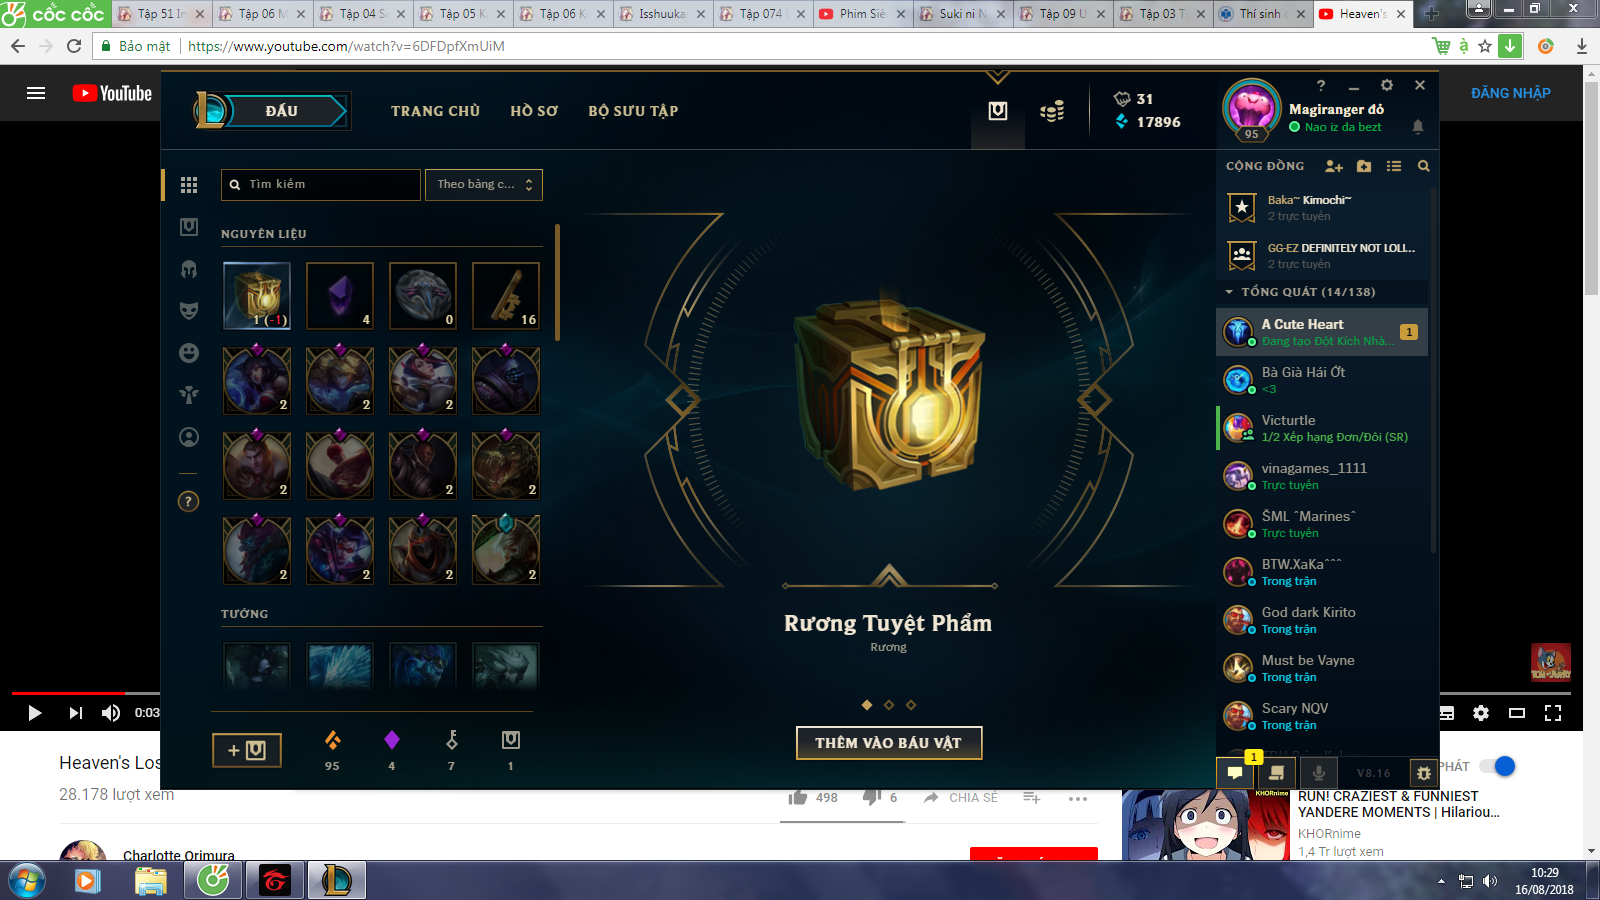 cốc cốc
Tập 51 In
Tập 06 M
Tập 04 S
Tập 05 K
Tập 06 K
Isshuuka
Tập 074
Phim Siê
Suki ni N
Tập 09 U
Tập 03 T
Thí sinh
Heaven's
Bảo mật
https://www.youtube.com/watch?v=6DFDpfXmUiM
YouTube
ĐĂNG NHẬP
ĐẤU
TRANG CHỦ
HỒ SƠ
BỘ SƯU TẬP
31
17896
95
Magiranger đỏ
Nao iz da bezt
Tìm kiếm
Theo bảng c...
NGUYÊN LIỆU
1 (-1)
4
0
16
2
2
2
2
2
2
2
2
2
2
2
2
TƯỚNG
95
4
7
1
Rương Tuyệt Phẩm
Rương
THÊM VÀO BÁU VẬT
CỘNG ĐỒNG
Baka~ Kimochi~
2 trực tuyến
GG-EZ DEFINITELY NOT LOLL...
2 trực tuyến
TỔNG QUÁT (14/138)
A Cute Heart
Đang tạo Đột Kích Nhà...
1
Bà Già Hái Ớt
<3
Victurtle
1/2 Xếp hạng Đơn/Đôi (SR)
vinagames_1111
Trực tuyến
ŠML ˆMarinesˆ
Trực tuyến
BTW.XaKaˆˆˆ
Trong trận
God dark Kirito
Trong trận
Must be Vayne
Trong trận
Scary NQV
Trong trận
1
V8.16
TOM and JERRY
0:03
Heaven's Los
28.178 lượt xem
498
6
CHIA SẺ
Charlotte Orimura
PHÁT
KHORnime
RUN! CRAZIEST & FUNNIEST
YANDERE MOMENTS | Hilariou...
KHORnime
1,4 Tr lượt xem
10:29
16/08/2018